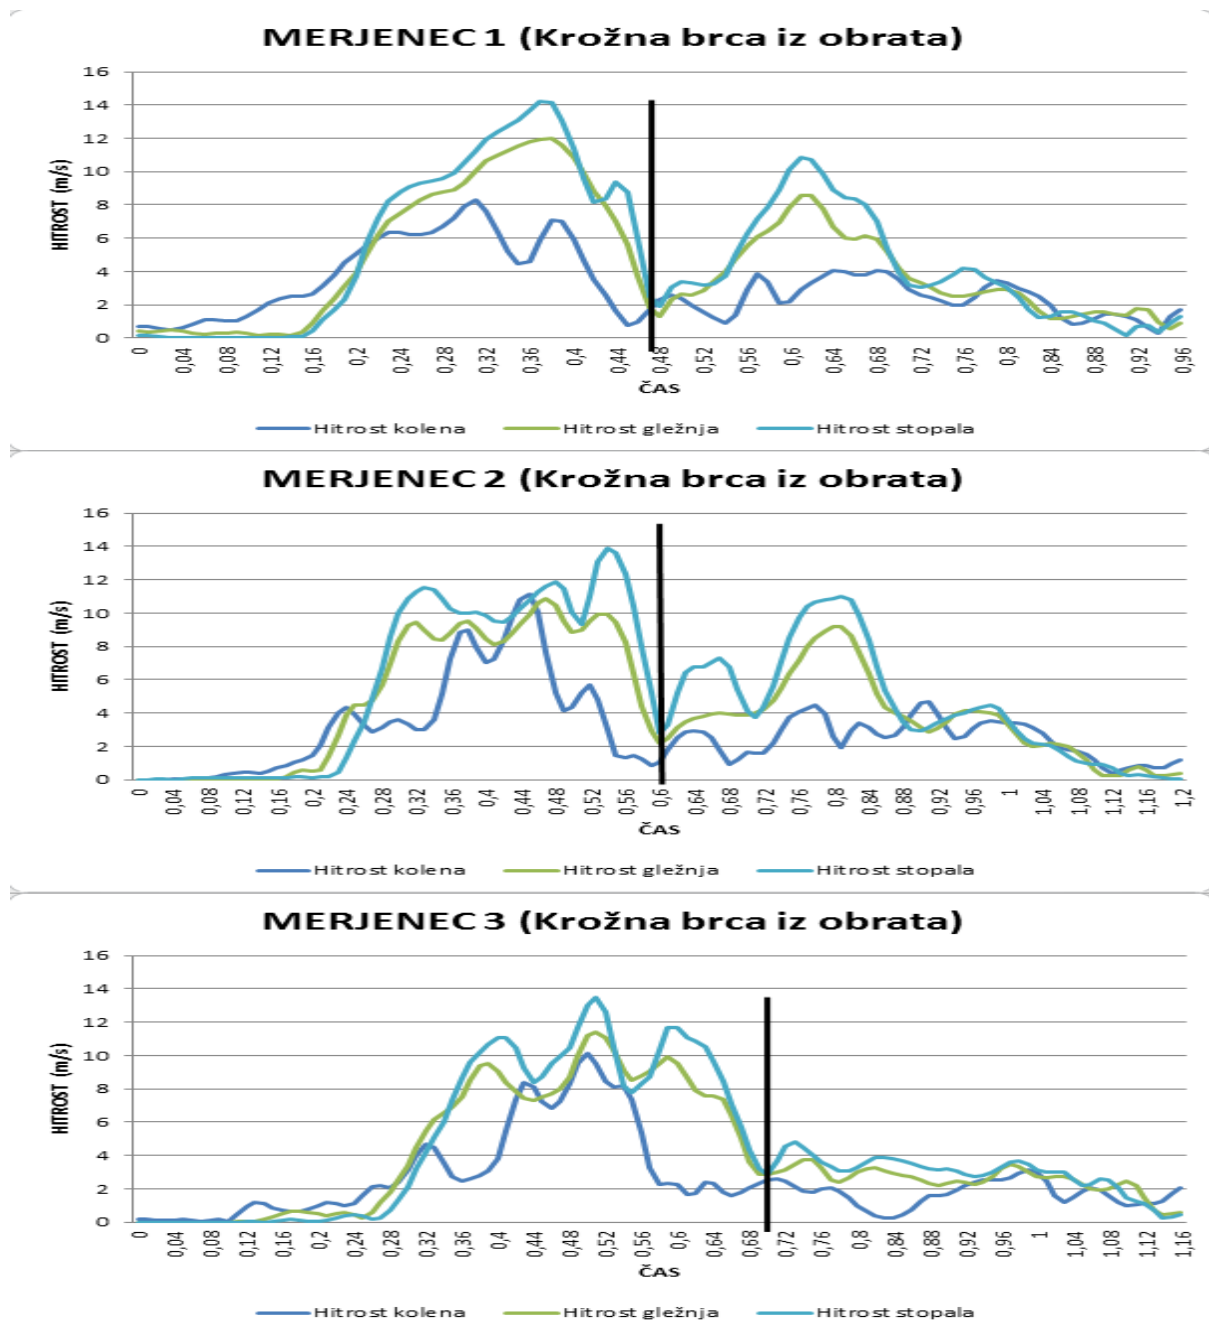 MERJENEC 1 (Krožna brca iz obrata)
16
14
12
10
8
6
4
2
0
HITROST (m/s)
0 0,04 0,08 0,12 0,16 0,2 0,24 0,28 0,32 0,36 0,4 0,44 0,48 0,52 0,56 0,6 0,64 0,68 0,72 0,76 0,8 0,84 0,88 0,92 0,96
ČAS
Hitrost kolena Hitrost gležnja Hitrost stopala
MERJENEC 2 (Krožna brca iz obrata)
16
14
12
10
8
6
4
2
0
HITROST (m/s)
0 0,04 0,08 0,12 0,16 0,2 0,24 0,28 0,32 0,36 0,4 0,44 0,48 0,52 0,56 0,6 0,64 0,68 0,72 0,76 0,8 0,84 0,88 0,92 0,96 1 1,04 1,08 1,12 1,16 1,2
ČAS
Hitrost kolena Hitrost gležnja Hitrost stopala
MERJENEC 3 (Krožna brca iz obrata)
16
14
12
10
8
6
4
2
0
HITROST (m/s)
0 0,04 0,08 0,12 0,16 0,2 0,24 0,28 0,32 0,36 0,4 0,44 0,48 0,52 0,56 0,6 0,64 0,68 0,72 0,76 0,8 0,84 0,88 0,92 0,96 1 1,04 1,08 1,12 1,16
ČAS
Hitrost kolena Hitrost gležnja Hitrost stopala